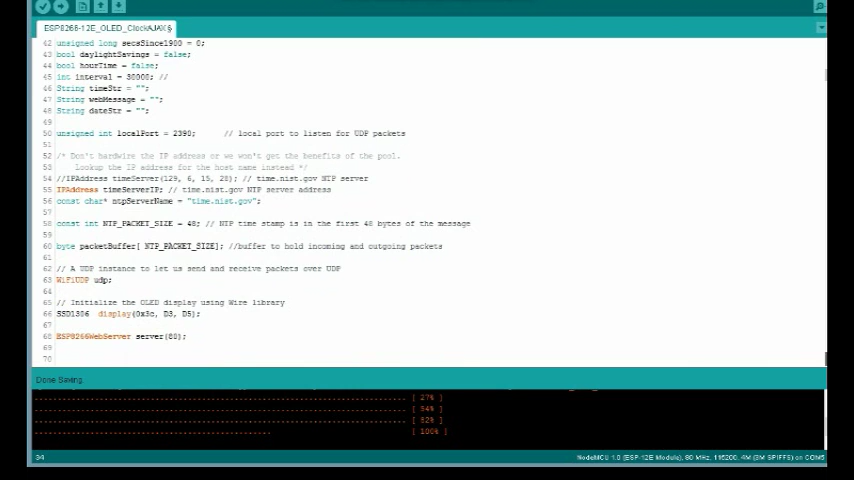 ESP8266-12E_OLED_ClockAJAX §
42 unsigned long secsSince1900 = 0;
43 bool daylightSavings = false;
44 bool hourTime = false;
45 int interval = 30000; //
46 String timeStr = "";
47 String webMessage = "";
48 String dateStr = "";
49
50 unsigned int localPort = 2390;      // local port to listen for UDP packets
51
52 /* Don't hardwire the IP address or we won't get the benefits of the pool.
53     Lookup the IP address for the host name instead */
54 //IPAddress timeServer(129, 6, 15, 28); // time.nist.gov NTP server
55 IPAddress timeServerIP; // time.nist.gov NTP server address
56 const char* ntpServerName = "time.nist.gov";
57
58 const int NTP_PACKET_SIZE = 48; // NTP time stamp is in the first 48 bytes of the message
59
60 byte packetBuffer[ NTP_PACKET_SIZE]; //buffer to hold incoming and outgoing packets
61
62 // A UDP instance to let us send and receive packets over UDP
63 WiFiUDP udp;
64
65 // Initialize the OLED display using Wire library
66 SSD1306  display(0x3c, D3, D5);
67
68 ESP8266WebServer server(80);
69
70
Done Saving.
[ 27% ]
[ 54% ]
[ 82% ]
[ 100% ]
34
NodeMCU 1.0 (ESP-12E Module), 80 MHz, 115200, 4M (3M SPIFFS) on COM5